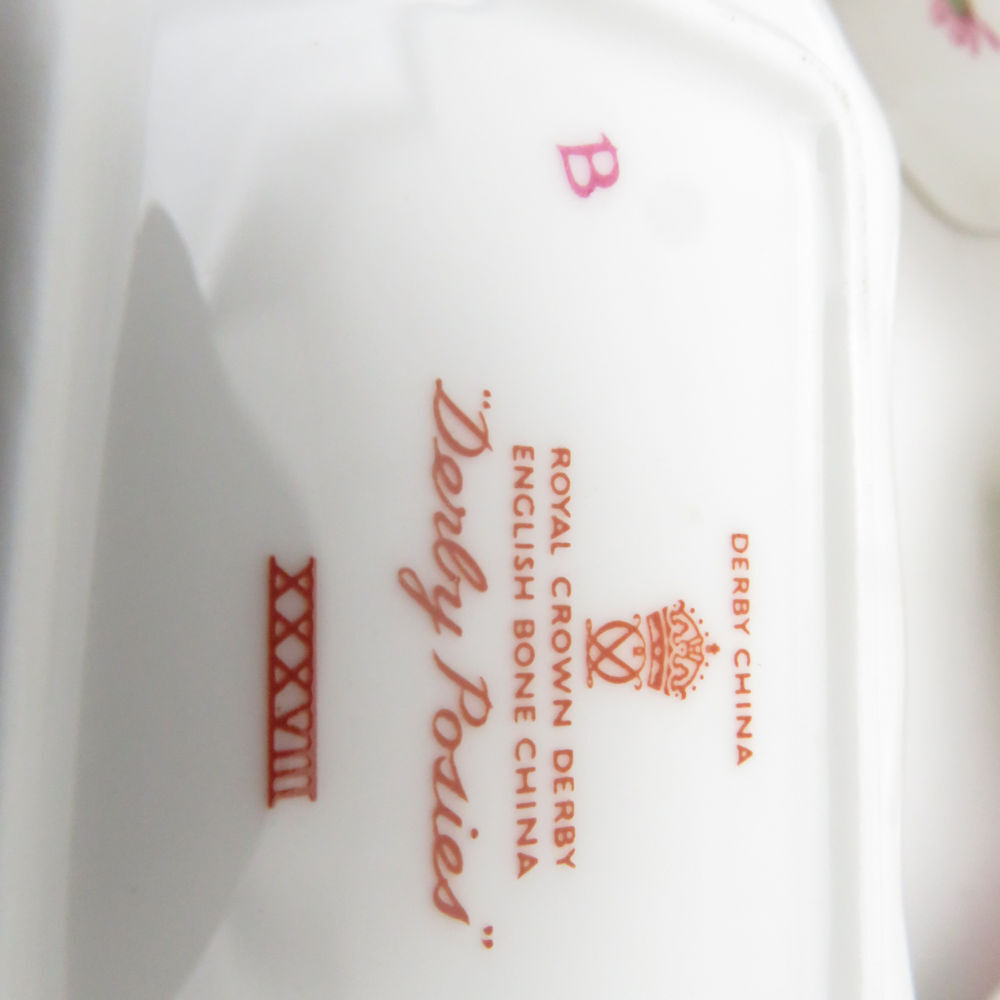 B
DERBY CHINA
ROYAL CROWN DERBY
ENGLISH BONE CHINA
"Derby Posies"
XXXVIII